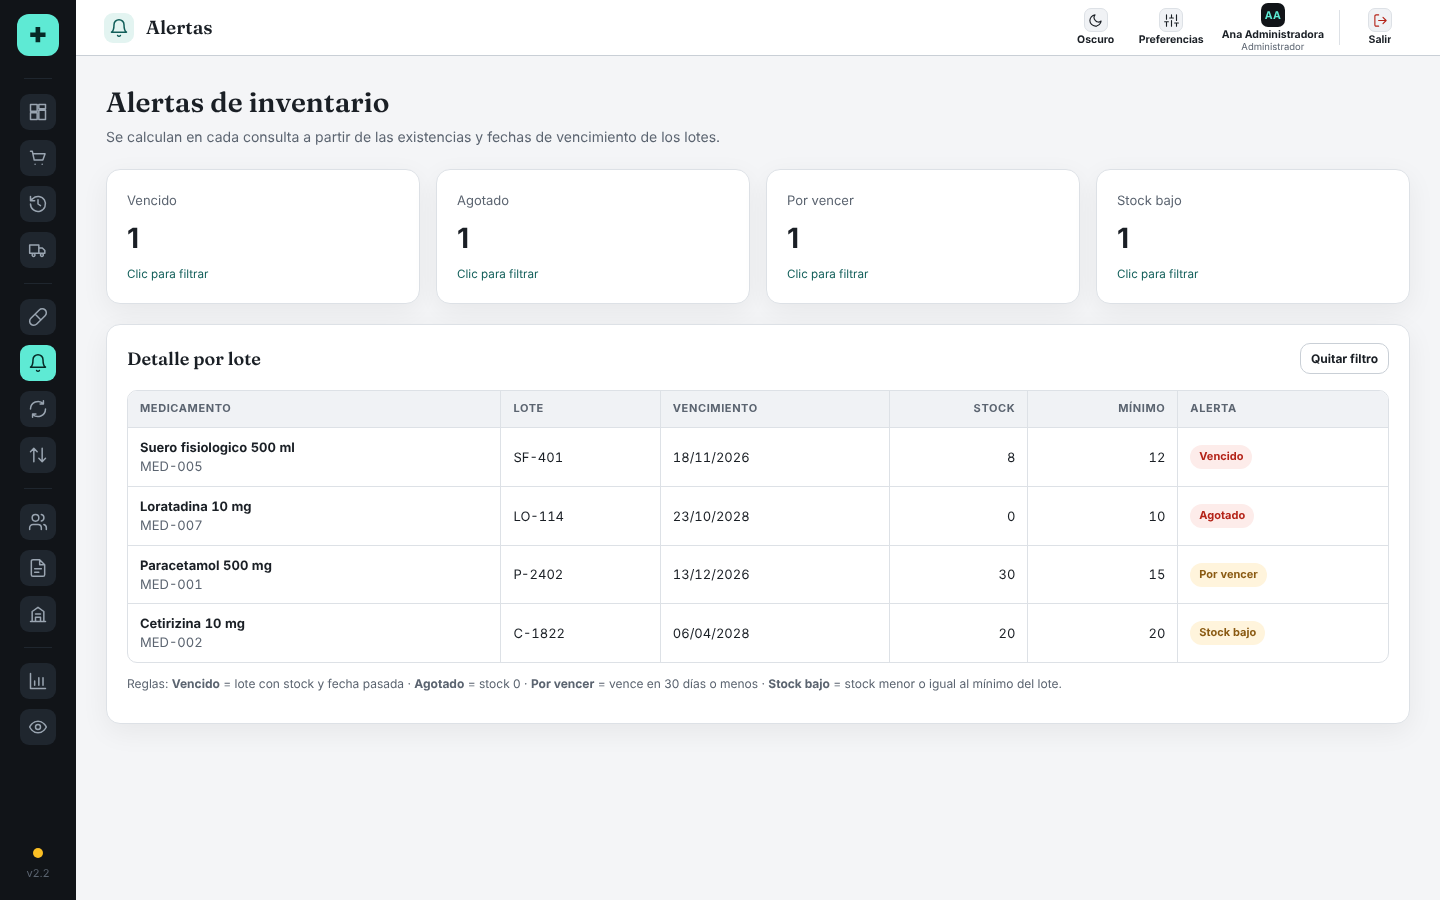 Alertas
Oscuro
Preferencias
AA
Ana Administradora
Administrador
Salir
Alertas de inventario
Se calculan en cada consulta a partir de las existencias y fechas de vencimiento de los lotes.
Vencido
1
Clic para filtrar
Agotado
1
Clic para filtrar
Por vencer
1
Clic para filtrar
Stock bajo
1
Clic para filtrar
Detalle por lote
Quitar filtro
MEDICAMENTO LOTE VENCIMIENTO STOCK MÍNIMO ALERTA
Suero fisiologico 500 ml
MED-005
SF-401 18/11/2026 8 12 Vencido
Loratadina 10 mg
MED-007
LO-114 23/10/2028 0 10 Agotado
Paracetamol 500 mg
MED-001
P-2402 13/12/2026 30 15 Por vencer
Cetirizina 10 mg
MED-002
C-1822 06/04/2028 20 20 Stock bajo
Reglas: Vencido = lote con stock y fecha pasada · Agotado = stock 0 · Por vencer = vence en 30 días o menos · Stock bajo = stock menor o igual al mínimo del lote.
v2.2